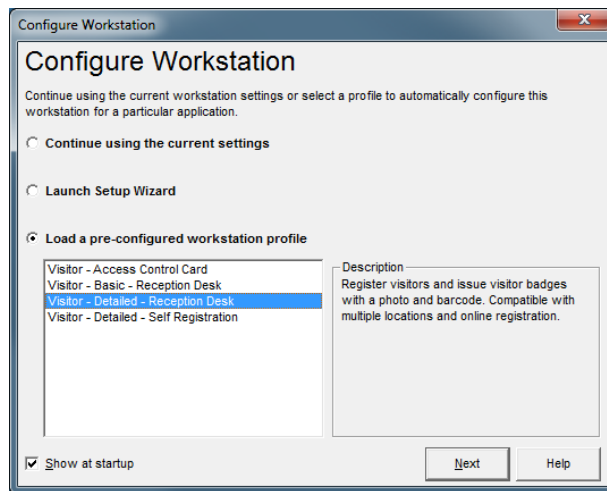 Configure Workstation
Configure Workstation
Continue using the current workstation settings or select a profile to automatically configure this
workstation for a particular application.
Continue using the current settings
Launch Setup Wizard
Load a pre-configured workstation profile
Visitor - Access Control Card
Visitor - Basic - Reception Desk
Visitor - Detailed - Reception Desk
Visitor - Detailed - Self Registration
Description
Register visitors and issue visitor badges
with a photo and barcode. Compatible with
multiple locations and online registration.
Show at startup
Next
Help